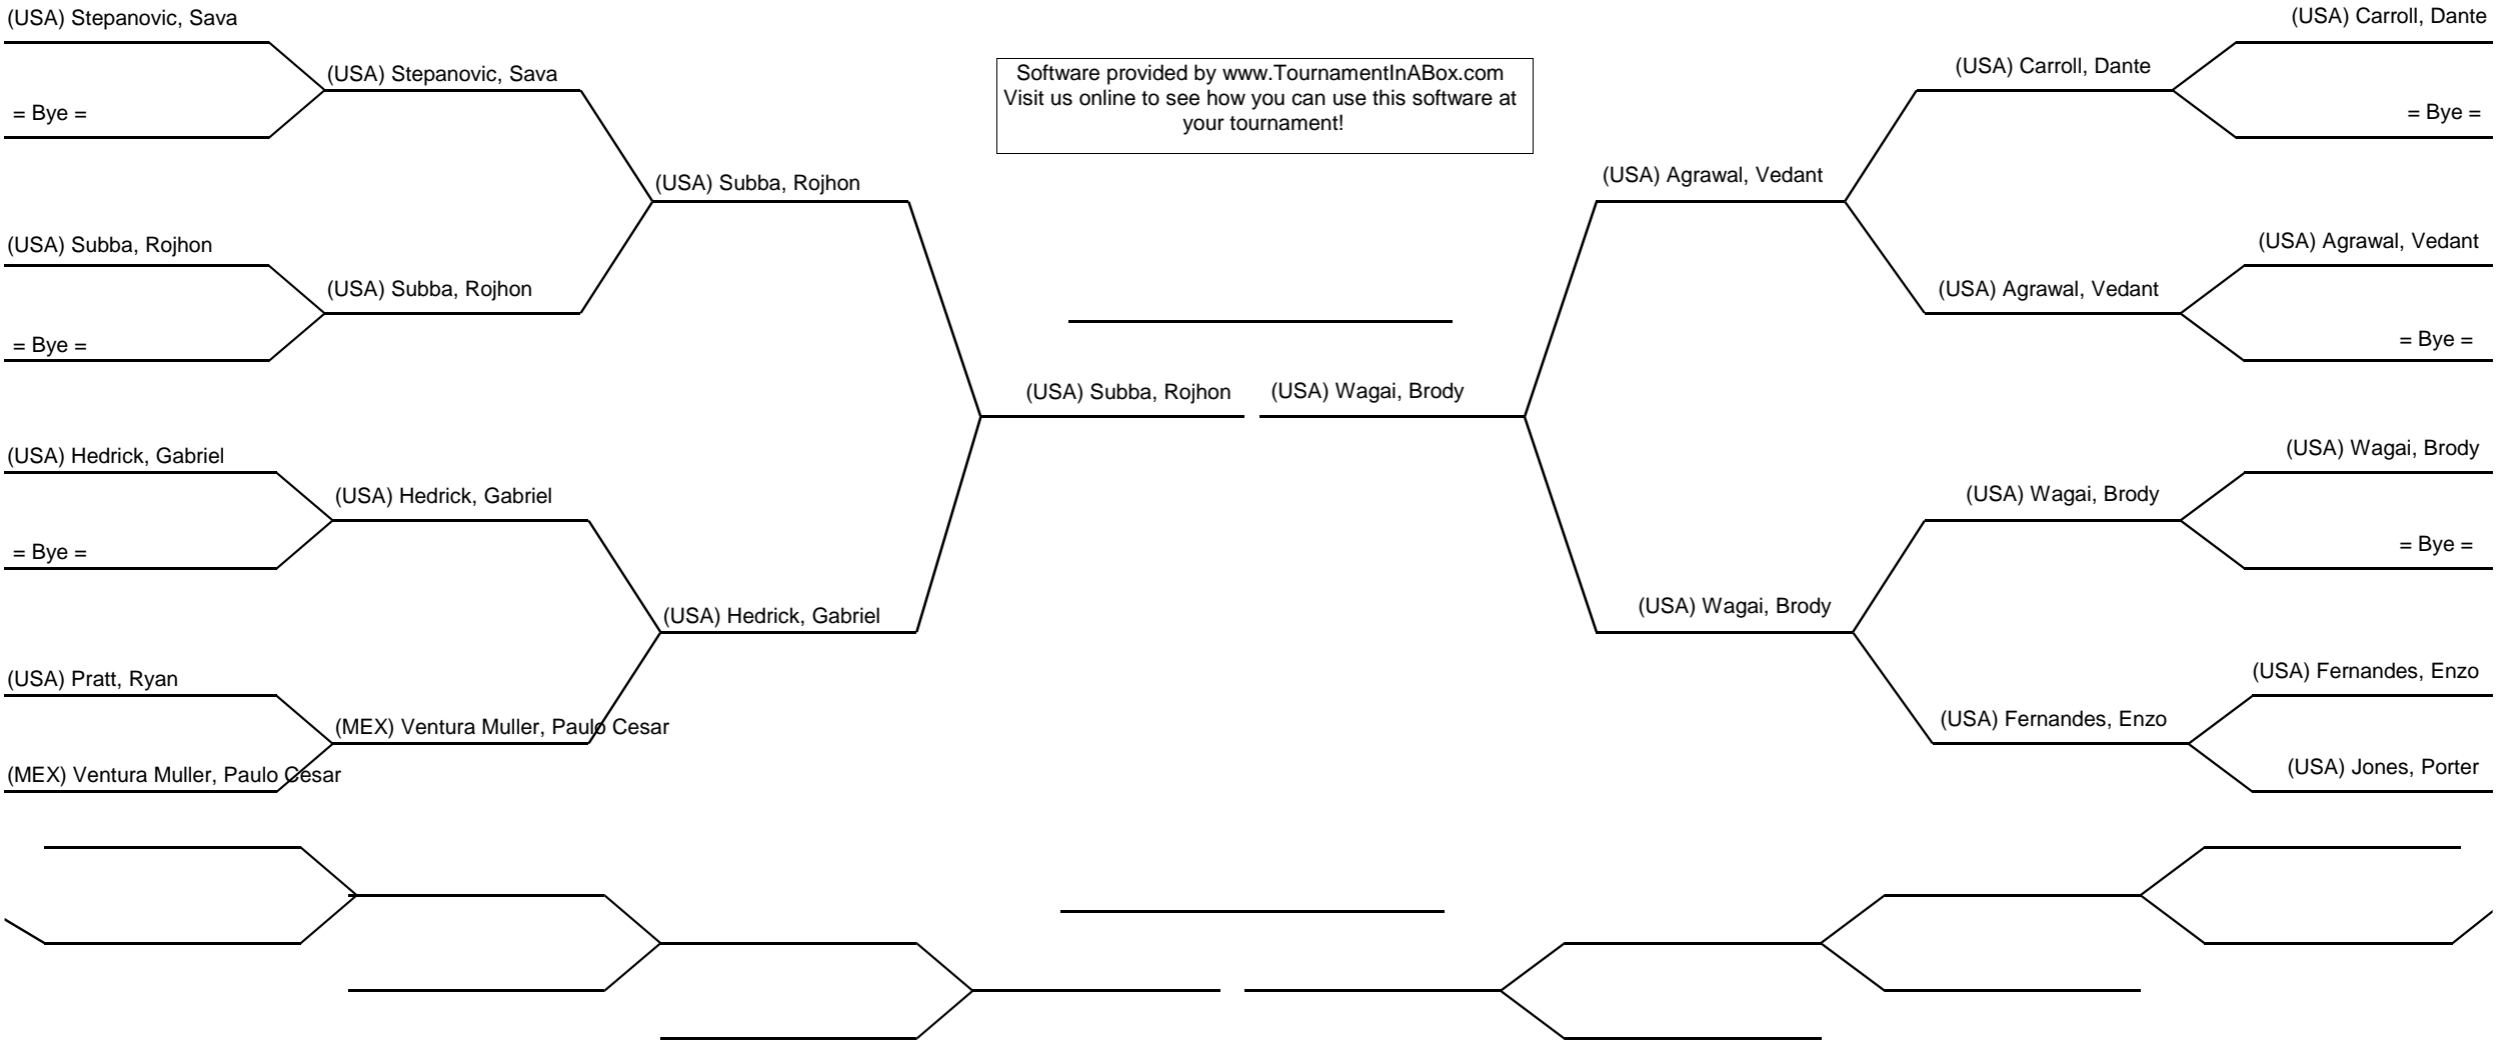 (USA) Stepanovic, Sava
= Bye =
(USA) Subba, Rojhon
= Bye =
(USA) Hedrick, Gabriel
= Bye =
(USA) Pratt, Ryan
(MEX) Ventura Muller, Paulo Cesar
(USA) Stepanovic, Sava
(USA) Subba, Rojhon
(USA) Hedrick, Gabriel
(MEX) Ventura Muller, Paulo Cesar
(USA) Subba, Rojhon
(USA) Hedrick, Gabriel
Software provided by www.TournamentInABox.com
Visit us online to see how you can use this software at
your tournament!
(USA) Subba, Rojhon
(USA) Wagai, Brody
(USA) Agrawal, Vedant
(USA) Wagai, Brody
(USA) Carroll, Dante
(USA) Agrawal, Vedant
(USA) Wagai, Brody
(USA) Fernandes, Enzo
(USA) Carroll, Dante
= Bye =
(USA) Agrawal, Vedant
= Bye =
(USA) Wagai, Brody
= Bye =
(USA) Fernandes, Enzo
(USA) Jones, Porter